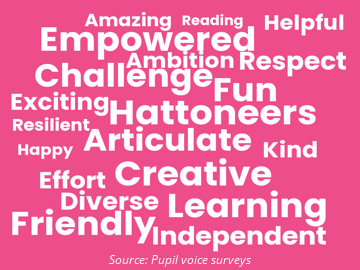 Amazing Reading Helpful
Empowered
Ambition Respect
Challenge Fun
Exciting Hattoneers
Resilient Articulate
Happy Kind
Effort Creative
Diverse Learning
Friendly Independent
Source: Pupil voice surveys